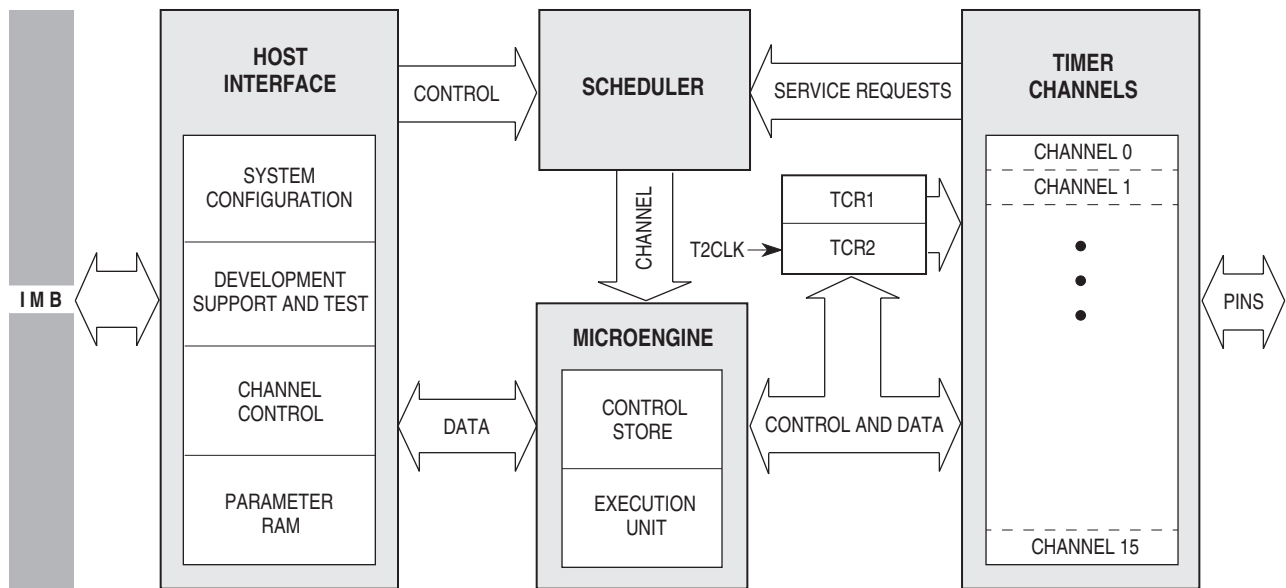 HOST
INTERFACE
CONTROL
SCHEDULER
SERVICE REQUESTS
TIMER
CHANNELS
SYSTEM
CONFIGURATION
DEVELOPMENT
SUPPORT AND TEST
CHANNEL
CONTROL
PARAMETER
RAM
I M B
CHANNEL
TCR1
TCR2
T2CLK
CHANNEL 0
CHANNEL 1
CHANNEL 15
PINS
MICROENGINE
CONTROL
STORE
EXECUTION
UNIT
DATA
CONTROL AND DATA